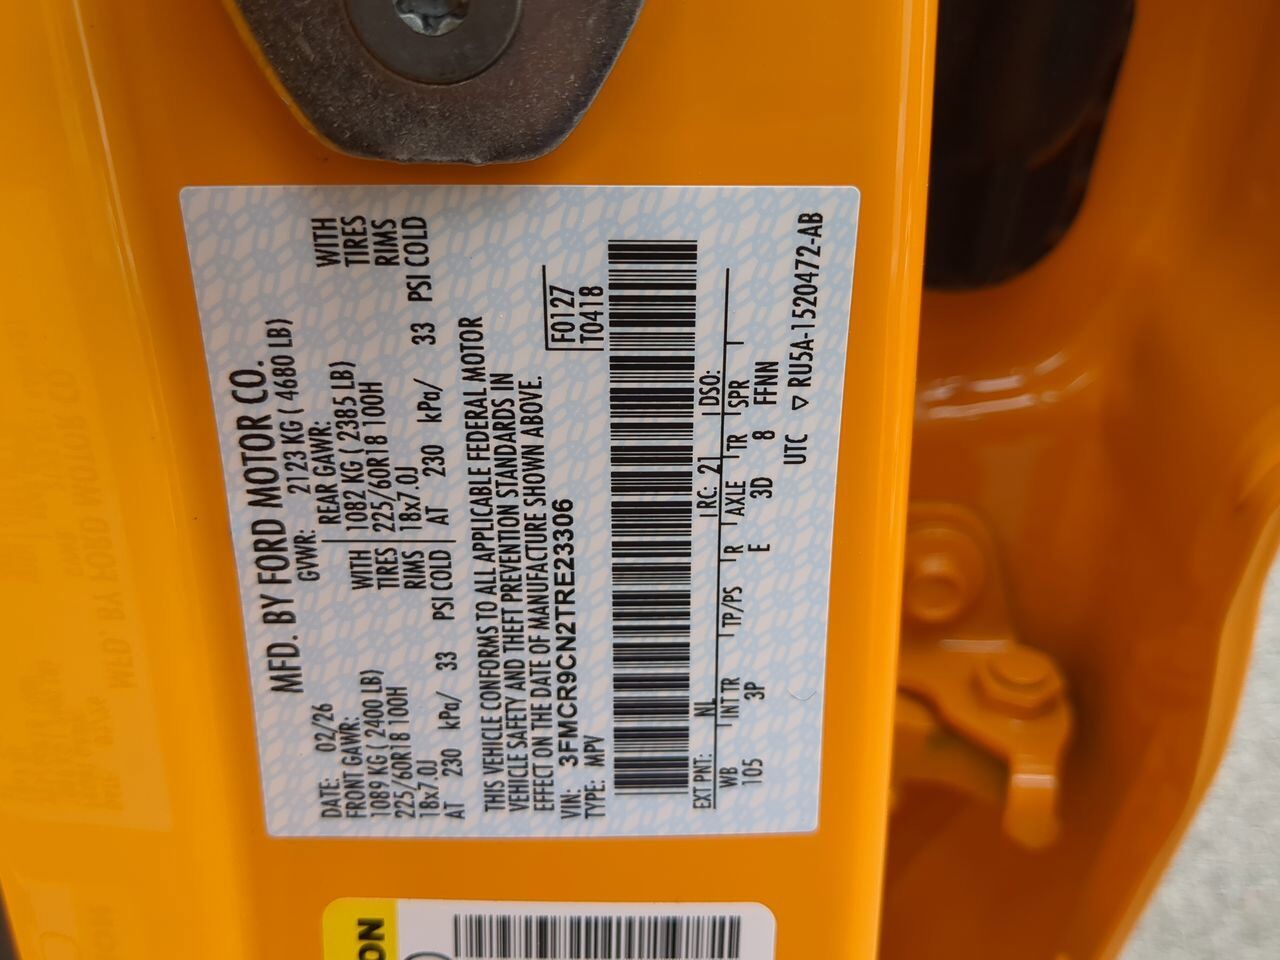 MFD. BY FORD MOTOR CO.
DATE: 02/26 GVWR: 2123 KG ( 4680 LB)
FRONT GAWR: REAR GAWR:
1089 KG ( 2400 LB) WITH 1082 KG ( 2385 LB) WITH
225/60R18 100H TIRES 225/60R18 100H TIRES
18x7.0J RIMS 18x7.0J RIMS
AT 230 kPa/ 33 PSI COLD AT 230 kPa/ 33 PSI COLD
THIS VEHICLE CONFORMS TO ALL APPLICABLE FEDERAL MOTOR
VEHICLE SAFETY AND THEFT PREVENTION STANDARDS IN
EFFECT ON THE DATE OF MANUFACTURE SHOWN ABOVE.
VIN: 3FMCR9CN2TRE23306 F0127
TYPE: MPV T0418
EXT PNT: NL RC: 21 DSO:
WB INT TR TP/PS R AXLE TR SPR
105 3P E 3D 8 FFNN
UTC ▽ RU5A-1520472-AB